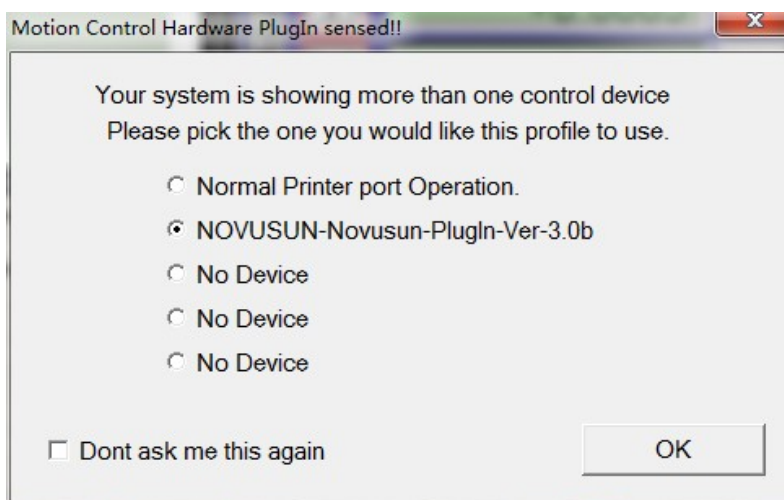 Motion Control Hardware PlugIn sensed!!
Your system is showing more than one control device
Please pick the one you would like this profile to use.
Normal Printer port Operation.
NOVUSUN-Novusun-PlugIn-Ver-3.0b
No Device
No Device
No Device
Dont ask me this again
OK